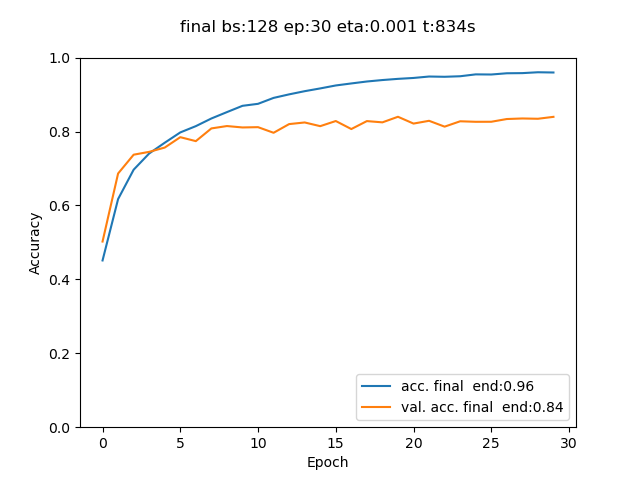 final bs:128 ep:30 eta:0.001 t:834s
1.0
0.8
0.6
0.4
0.2
0.0
Accuracy
acc. final  end:0.96
val. acc. final  end:0.84
0 5 10 15 20 25 30
Epoch